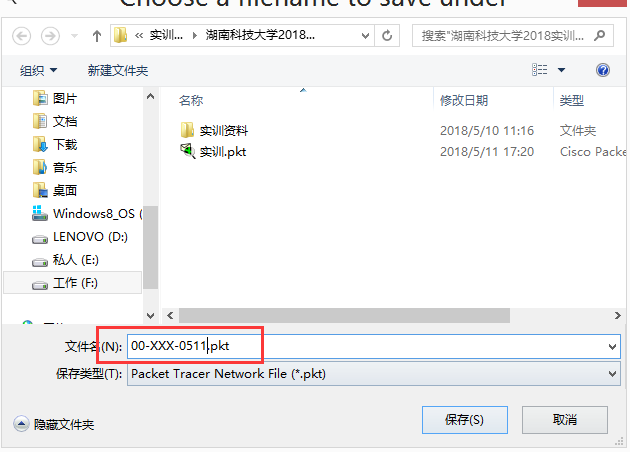 Choose a filename to save under
« 实训... 湖南科技大学2018...
搜索"湖南科技大学2018实训...
组织 新建文件夹
名称 修改日期 类型
图片
文档
下载
音乐
桌面
Windows8_OS (
LENOVO (D:)
私人 (E:)
工作 (F:)
实训资料 2018/5/10 11:16 文件夹
实训.pkt 2018/5/11 17:20 Cisco Packe
文件名(N): 00-XXX-0511.pkt
保存类型(T): Packet Tracer Network File (*.pkt)
隐藏文件夹 保存(S) 取消